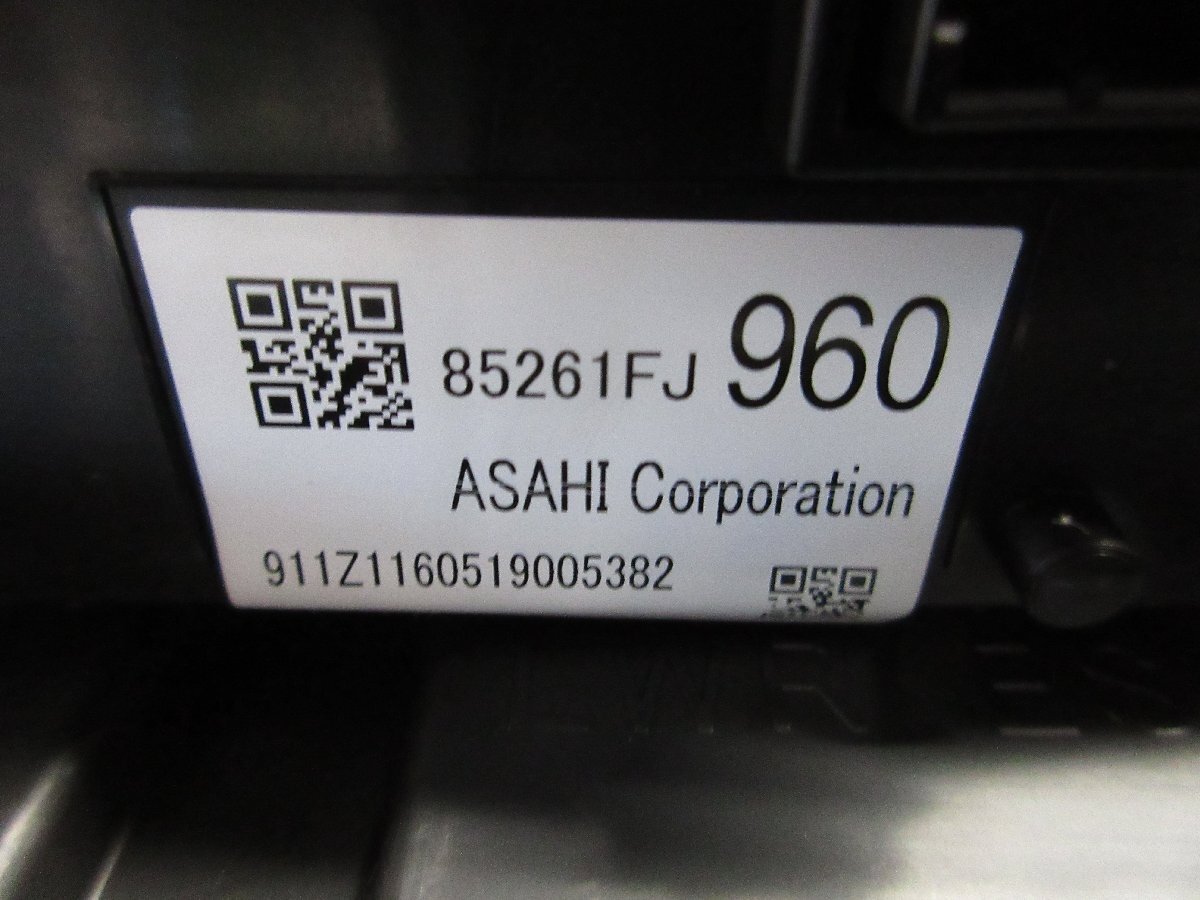 85261FJ 960
ASAHI Corporation
911Z1160519005382